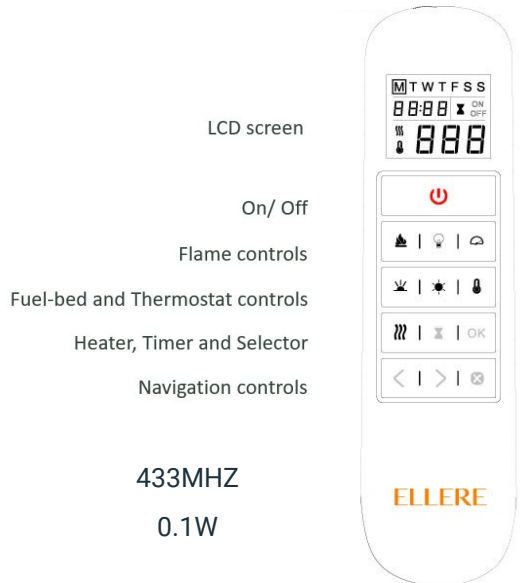 M T W T F S S
88:88 ON
OFF
888
LCD screen
On/ Off
Flame controls
Fuel-bed and Thermostat controls
Heater, Timer and Selector
OK
Navigation controls
433MHZ
0.1W
ELLERE